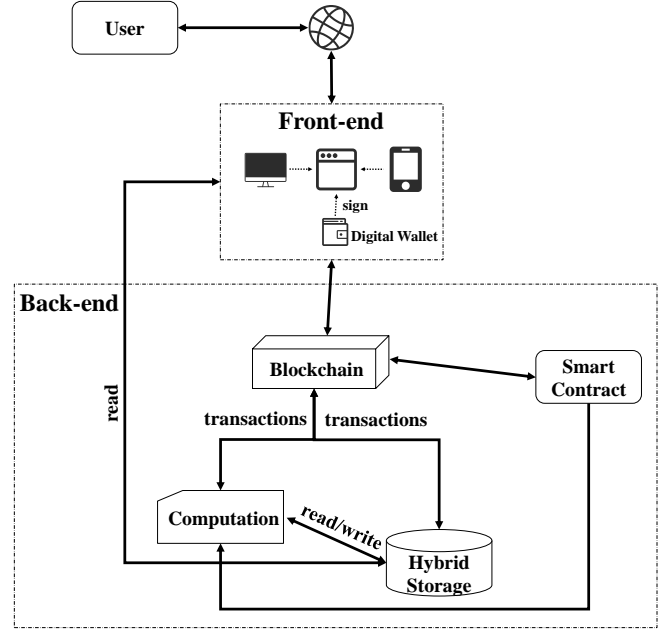 User
Front-end
sign
Digital Wallet
Back-end
Blockchain
Smart
Contract
read
transactions transactions
Computation
read/write
Hybrid
Storage